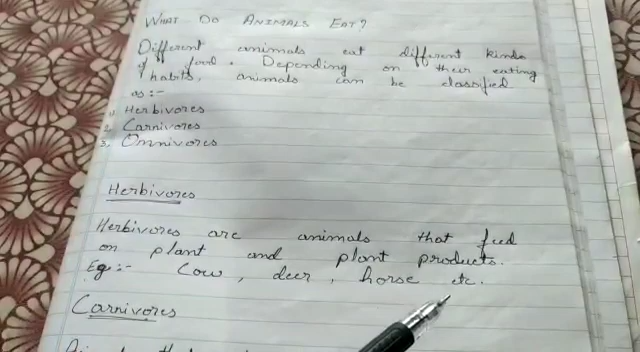 WHAT DO ANIMALS EAT?
Different animals eat different kinds
of food. Depending on their eating
habits, animals can be classified
as:-
1. Herbivores
2. Carnivores
3. Omnivores
Herbivores
Herbivores are animals that feed
on plant and plant products.
Eg:- Cow, deer, horse etc.
Carnivores